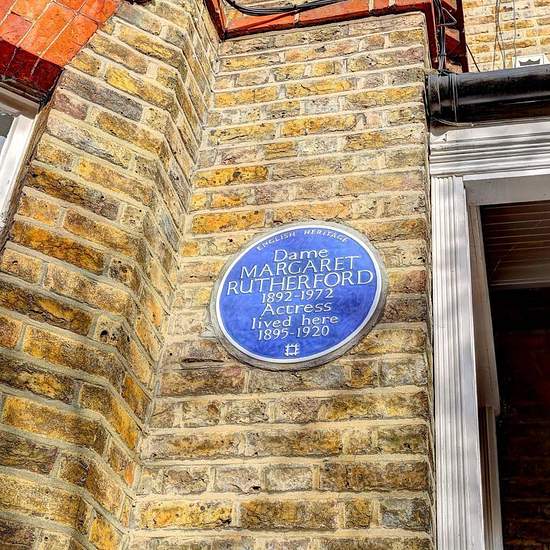 ENGLISH HERITAGE
Dame
MARGARET
RUTHERFORD
1892-1972
Actress
lived here
1895-1920